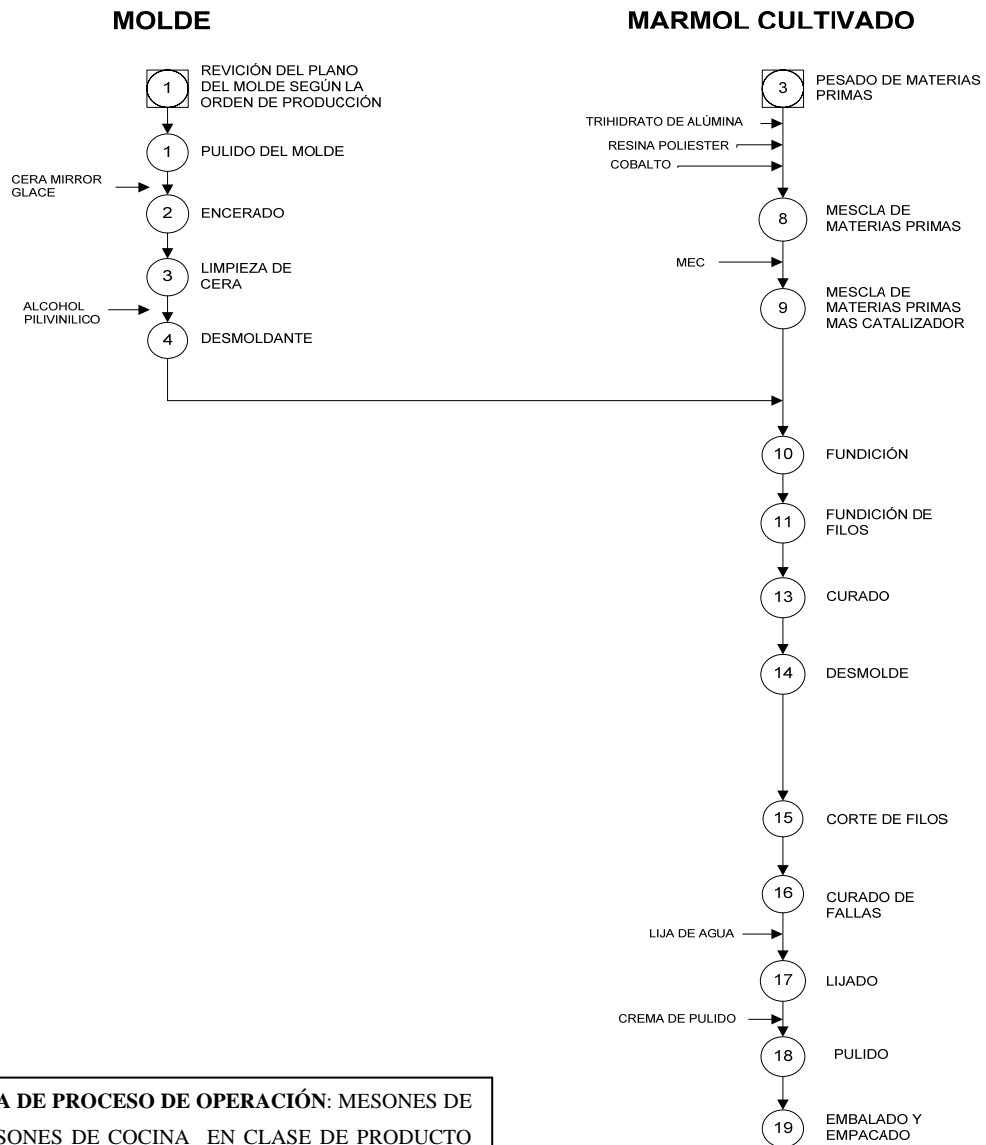 MOLDE
MARMOL CULTIVADO
1
REVICIÓN DEL PLANO
DEL MOLDE SEGÚN LA
ORDEN DE PRODUCCIÓN
1
PULIDO DEL MOLDE
CERA MIRROR
GLACE
2
ENCERADO
3
LIMPIEZA DE
CERA
ALCOHOL
PILIVINILICO
4
DESMOLDANTE
3
PESADO DE MATERIAS
PRIMAS
TRIHIDRATO DE ALÚMINA
RESINA POLIESTER
COBALTO
8
MESCLA DE
MATERIAS PRIMAS
MEC
9
MESCLA DE
MATERIAS PRIMAS
MAS CATALIZADOR
10
FUNDICIÓN
11
FUNDICIÓN DE
FILOS
13
CURADO
14
DESMOLDE
15
CORTE DE FILOS
16
CURADO DE
FALLAS
LIJA DE AGUA
17
LIJADO
CREMA DE PULIDO
18
PULIDO
19
EMBALADO Y
EMPACADO
A DE PROCESO DE OPERACIÓN: MESONES DE
SONES DE COCINA EN CLASE DE PRODUCTO